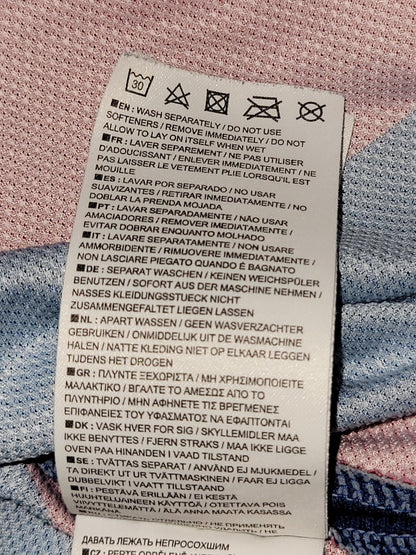 30
EN: WASH SEPARATELY / DO NOT USE
SOFTENERS / REMOVE IMMEDIATELY / DO NOT
ALLOW TO LAY ON ITSELF WHEN WET
FR: LAVER SEPAREMENT / NE PAS UTILISER
D'ADOUCISSANT / ENLEVER IMMEDIATEMENT / NE
PAS LAISSER LE VETEMENT PLIE LORSQU'IL EST
MOUILLE
ES: LAVAR POR SEPARADO / NO USAR
SUAVIZANTES / RETIRAR INMEDIATAMENTE / NO
DOBLAR LA PRENDA MOJADA
PT: LAVAR SEPARADAMENTE / NÃO USAR
AMACIADORES / REMOVER IMEDIATAMENTE /
EVITAR DOBRAR ENQUANTO MOLHADO
IT: LAVARE SEPARATAMENTE / NON USARE
AMMORBIDENTE / RIMUOVERE IMMEDIATAMENTE /
NON LASCIARE PIEGATO QUANDO È BAGNATO
DE: SEPARAT WASCHEN / KEINEN WEICHSPÜLER
BENUTZEN / SOFORT AUS DER MASCHINE NEHMEN /
NASSES KLEIDUNGSSTUECK NICHT
ZUSAMMENGEFALTET LIEGEN LASSEN
NL: APART WASSEN / GEEN WASVERZACHTER
GEBRUIKEN / ONMIDDELIJK UIT DE WASMACHINE
HALEN / NATTE KLEDING NIET OP ELKAAR LEGGEN
TIJDENS HET DROGEN
GR: ΠΛΥΝΤΕ ΞΕΧΩΡΙΣΤΑ / ΜΗ ΧΡΗΣΙΜΟΠΟΙΕΙΤΕ
ΜΑΛΑΚΤΙΚΟ / ΒΓΑΛΤΕ ΤΟ ΑΜΕΣΩΣ ΑΠΟ ΤΟ
ΠΛΥΝΤΗΡΙΟ / ΜΗΝ ΑΦΗΝΕΤΕ ΤΙΣ ΒΡΕΓΜΕΝΕΣ
ΕΠΙΦΑΝΕΙΕΣ ΤΟΥ ΥΦΑΣΜΑΤΟΣ ΝΑ ΕΦΑΠΤΟΝΤΑΙ
DK: VASK HVER FOR SIG / SKYLLEMIDLER MAA
IKKE BENYTTES / FJERN STRAKS / MAA IKKE LIGGE
OVEN PAA HINANDEN I VAAD TILSTAND
SE: TVÄTTAS SEPARAT / ANVÄND EJ MJUKMEDEL /
TA DIREKT UT UR TVÄTTMASKINEN / FÅR EJ LIGGA
DUBBELVIKT I VAATT TILLSTAAND
FI: PESTÄVÄ ERILLÄÄN / EI KESTÄ
HUUHTELUAINEEN KÄYTTÖÄ / OTETTAVA POIS
VIIVYTTELEMÄTTÄ / ÄLÄ ANNA MAATA KASASSA
MÄRKÄNÄ
ДАВАТЬ ЛЕЖАТЬ НЕПРОСОХШИМ